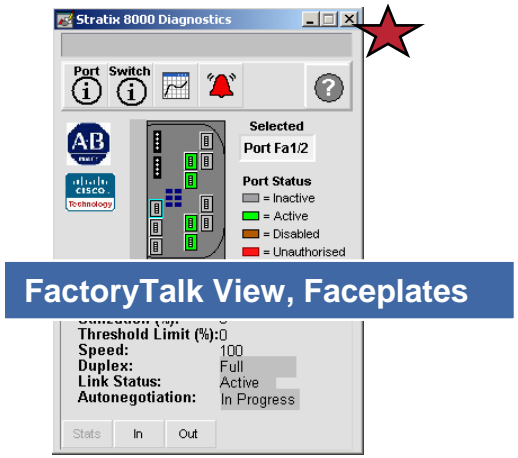 Stratix 8000 Diagnostics
Port Switch
AB
cisco.
Technology
Selected
Port Fa1/2
Port Status
= Inactive
= Active
= Disabled
= Unauthorised
FactoryTalk View, Faceplates
Threshold Limit (%): 0
Speed: 100
Duplex: Full
Link Status: Active
Autonegotiation: In Progress
Stats In Out